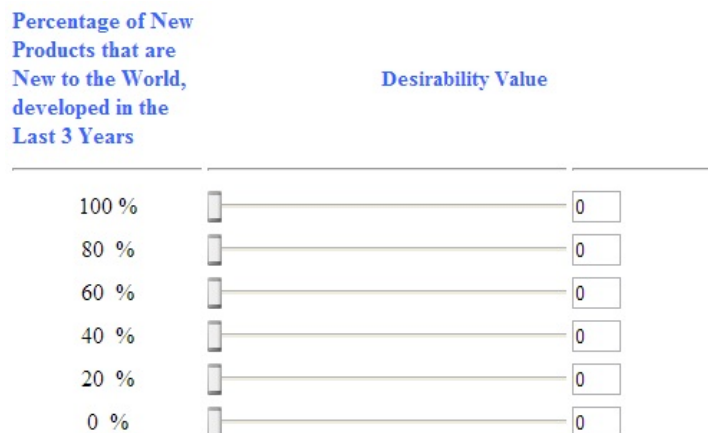 Percentage of New
Products that are
New to the World,
developed in the
Last 3 Years
Desirability Value
100 % 0
80 % 0
60 % 0
40 % 0
20 % 0
0 % 0